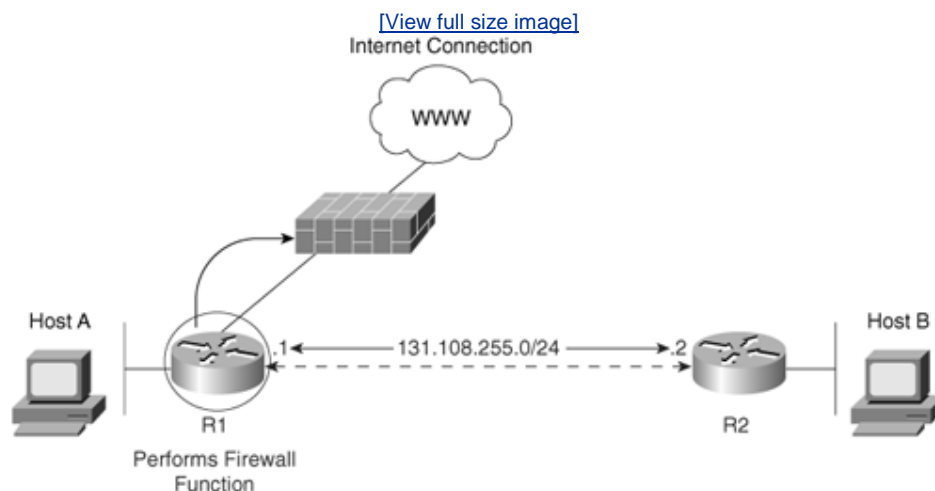 [View full size image]
Internet Connection
WWW
Host A
Host B
.1
131.108.255.0/24
.2
R1
R2
Performs Firewall
Function